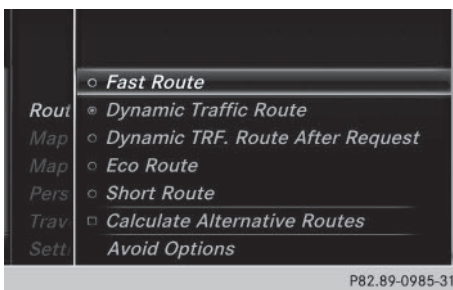 Fast Route
Rout
Dynamic Traffic Route
Map
Dynamic TRF. Route After Request
Map
Eco Route
Pers
Short Route
Trav
Calculate Alternative Routes
Sett
Avoid Options
P82.89-0985-31